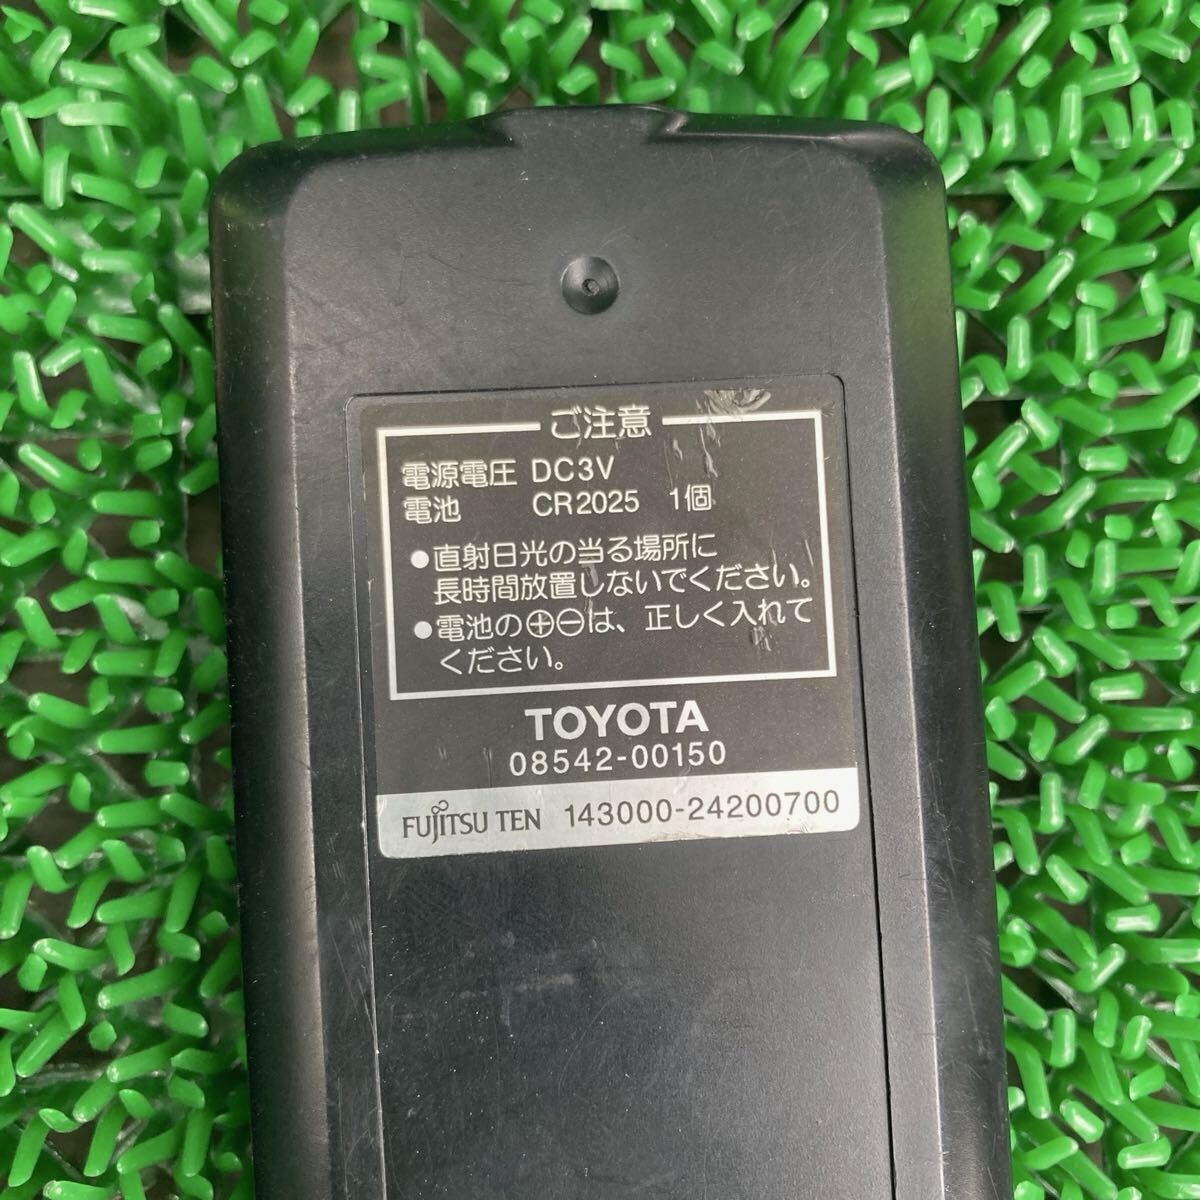 ご注意
電源電圧 DC3V
電池 CR2025 1個
●直射日光の当る場所に
長時間放置しないでください。
●電池の⊕⊖は、正しく入れて
ください。
TOYOTA
08542-00150
FUJITSU TEN 143000-24200700